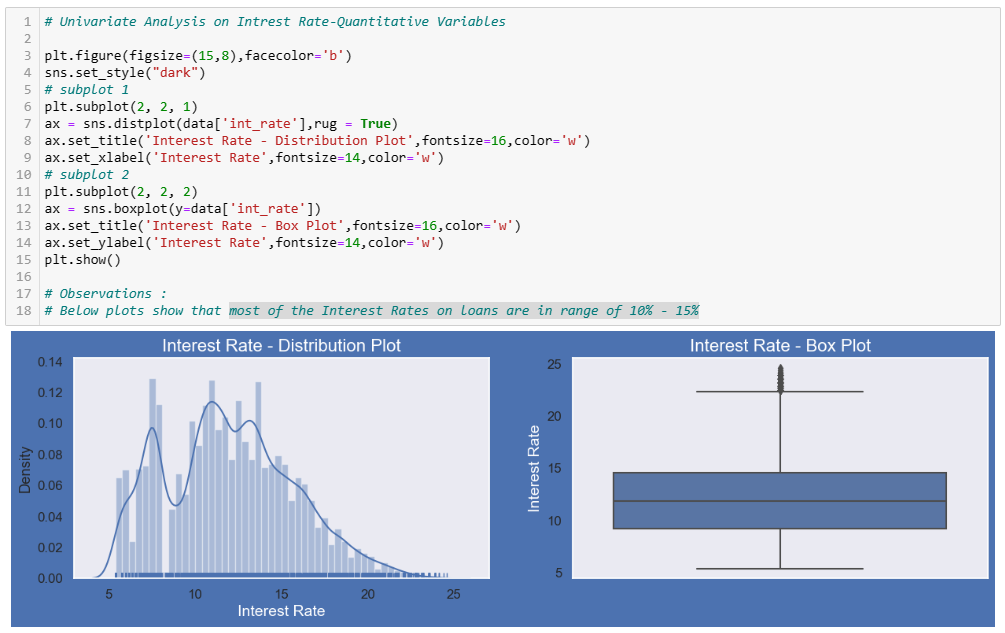 1 # Univariate Analysis on Intrest Rate-Quantitative Variables
2
3 plt.figure(figsize=(15,8),facecolor='b')
4 sns.set_style("dark")
5 # subplot 1
6 plt.subplot(2, 2, 1)
7 ax = sns.distplot(data['int_rate'],rug = True)
8 ax.set_title('Interest Rate - Distribution Plot',fontsize=16,color='w')
9 ax.set_xlabel('Interest Rate',fontsize=14,color='w')
10 # subplot 2
11 plt.subplot(2, 2, 2)
12 ax = sns.boxplot(y=data['int_rate'])
13 ax.set_title('Interest Rate - Box Plot',fontsize=16,color='w')
14 ax.set_ylabel('Interest Rate',fontsize=14,color='w')
15 plt.show()
16
17 # Observations :
18 # Below plots show that most of the Interest Rates on loans are in range of 10% - 15%
Interest Rate - Distribution Plot
0.14
0.12
0.10
0.08
0.06
0.04
0.02
0.00
Density
5 10 15 20 25
Interest Rate
Interest Rate - Box Plot
25
20
15
10
5
Interest Rate